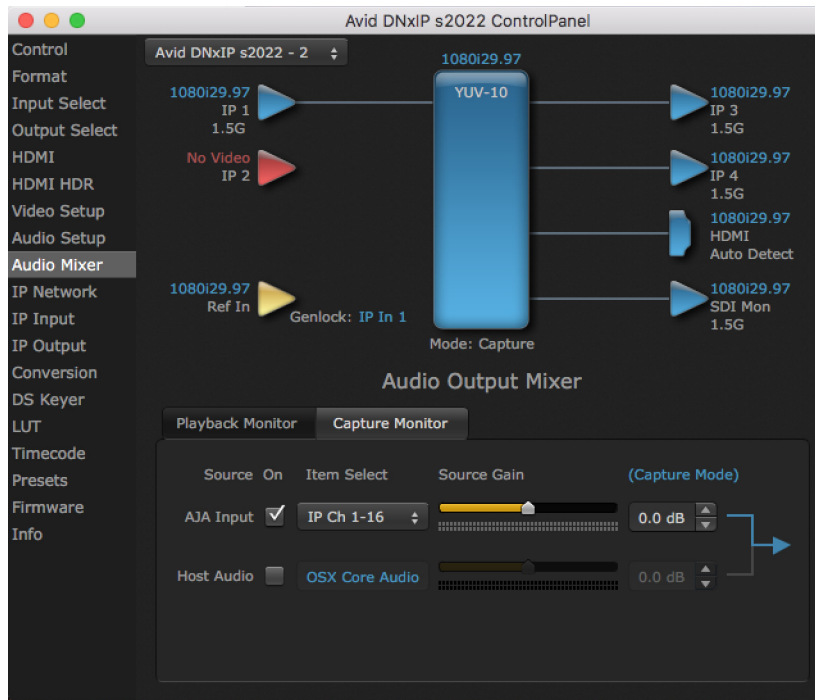 Avid DNxIP s2022 ControlPanel
Control
Format
Input Select
Output Select
HDMI
HDMI HDR
Video Setup
Audio Setup
Audio Mixer
IP Network
IP Input
IP Output
Conversion
DS Keyer
LUT
Timecode
Presets
Firmware
Info
Avid DNxIP s2022 - 2
1080i29.97
IP 1
1.5G
No Video
IP 2
1080i29.97
Ref In
Genlock: IP In 1
1080i29.97
YUV-10
Mode: Capture
1080i29.97
IP 3
1.5G
1080i29.97
IP 4
1.5G
1080i29.97
HDMI
Auto Detect
1080i29.97
SDI Mon
1.5G
Audio Output Mixer
Playback Monitor Capture Monitor
Source On Item Select Source Gain (Capture Mode)
AJA Input IP Ch 1-16 0.0 dB
Host Audio OSX Core Audio 0.0 dB